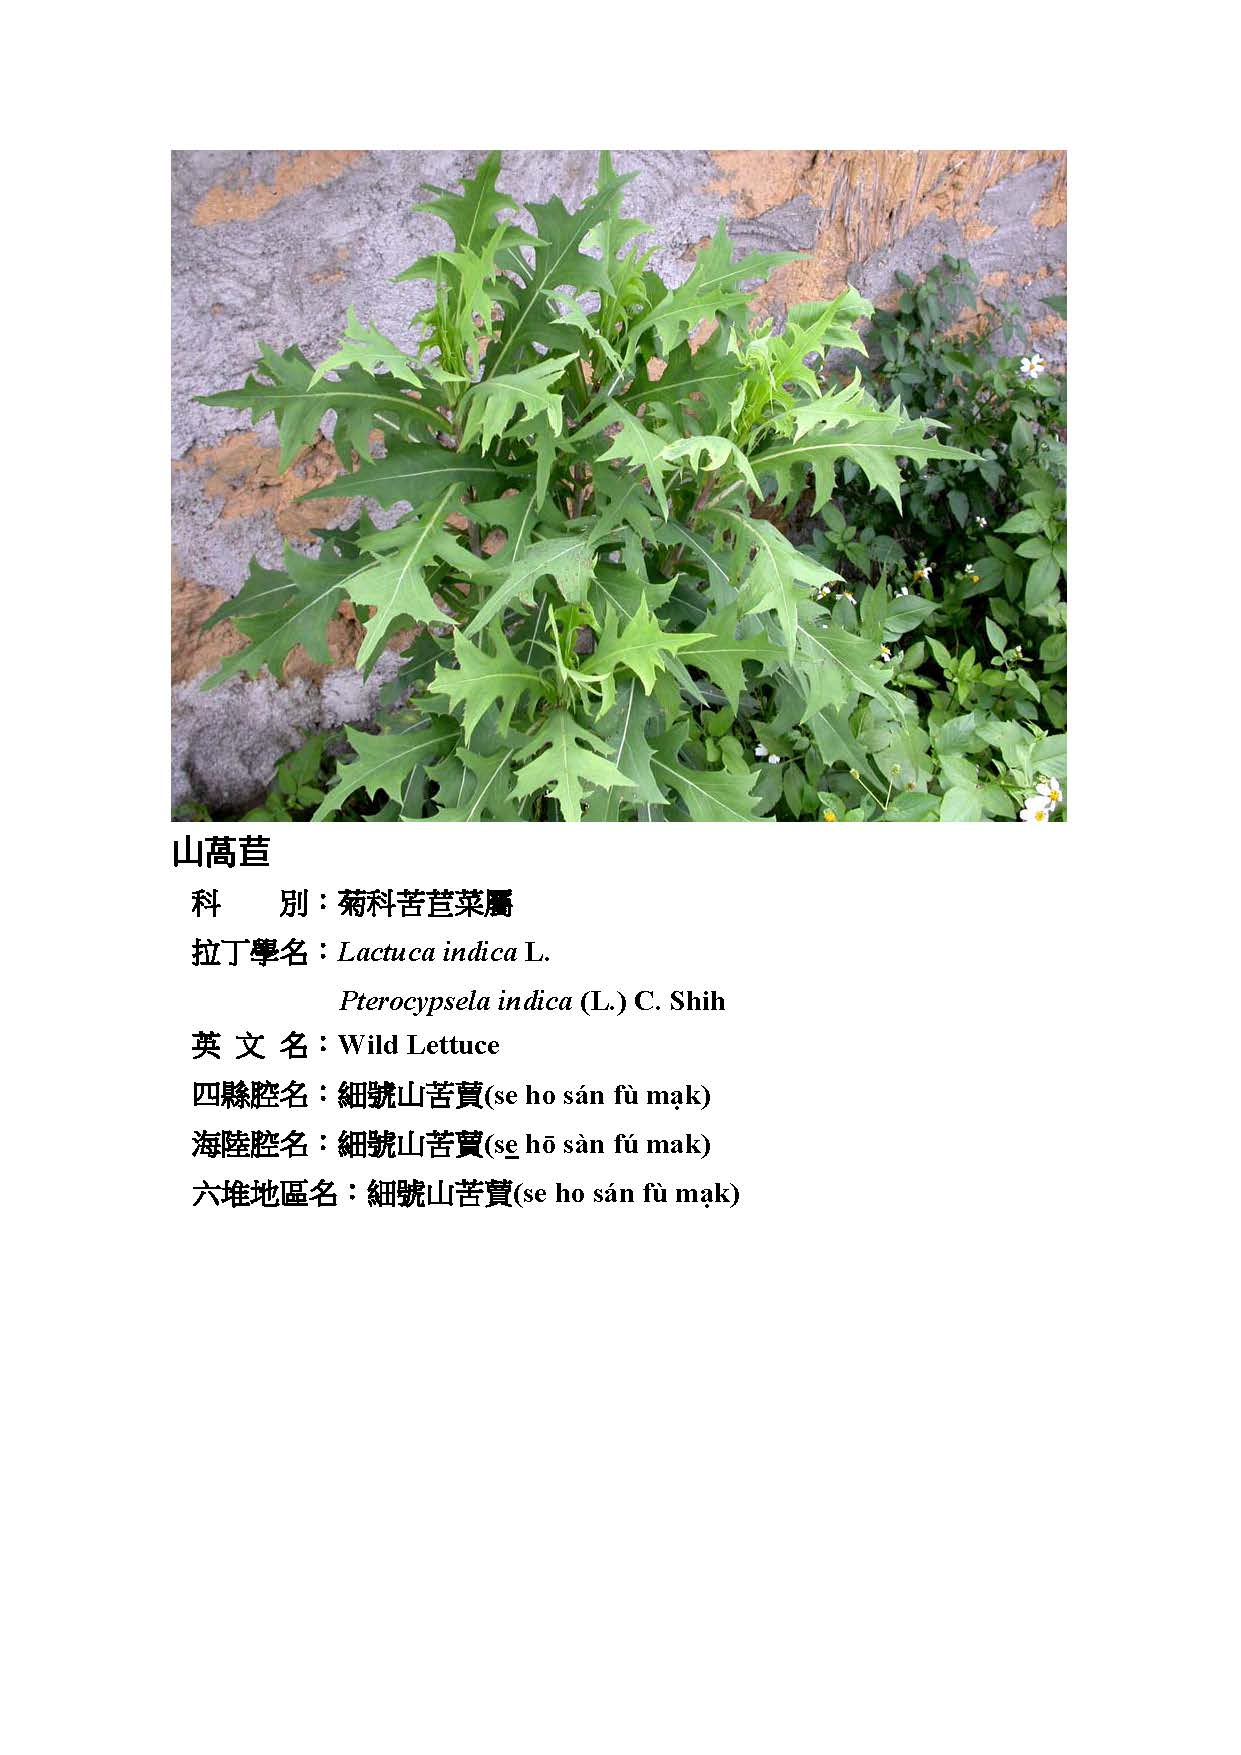 山萵苣
科　　別：菊科苦苣菜屬
拉丁學名：Lactuca indica L.
Pterocypsela indica (L.) C. Shih
英 文 名：Wild Lettuce
四縣腔名：細號山苦蕒(se ho sán fù mạk)
海陸腔名：細號山苦蕒(se̲ hō sàn fú mak)
六堆地區名：細號山苦蕒(se ho sán fù mạk)